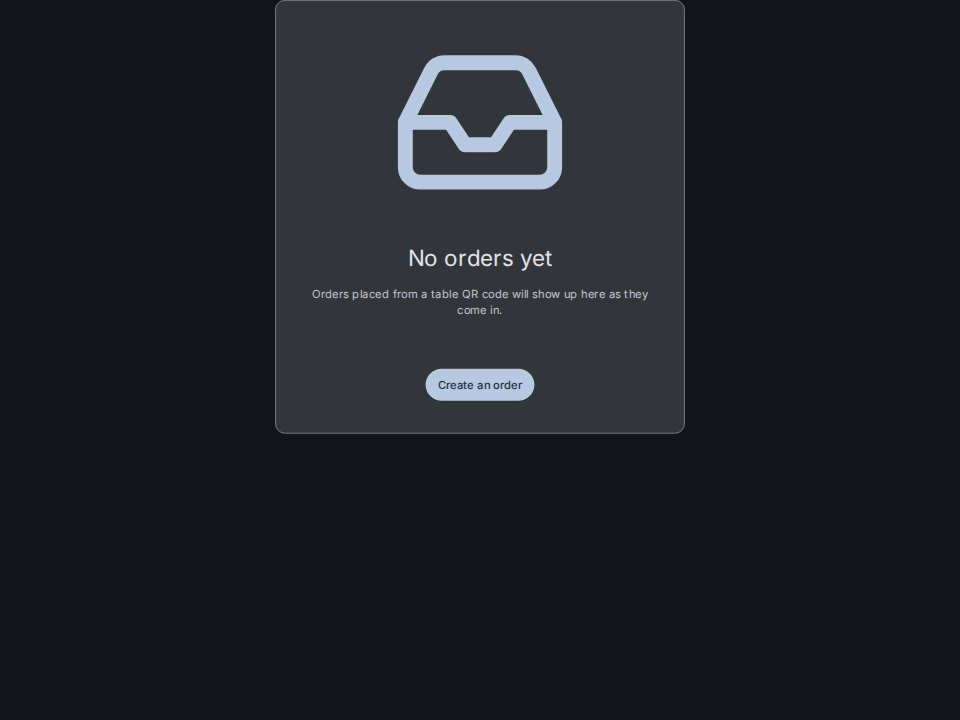 No orders yet
Orders placed from a table QR code will show up here as they
come in.
Create an order